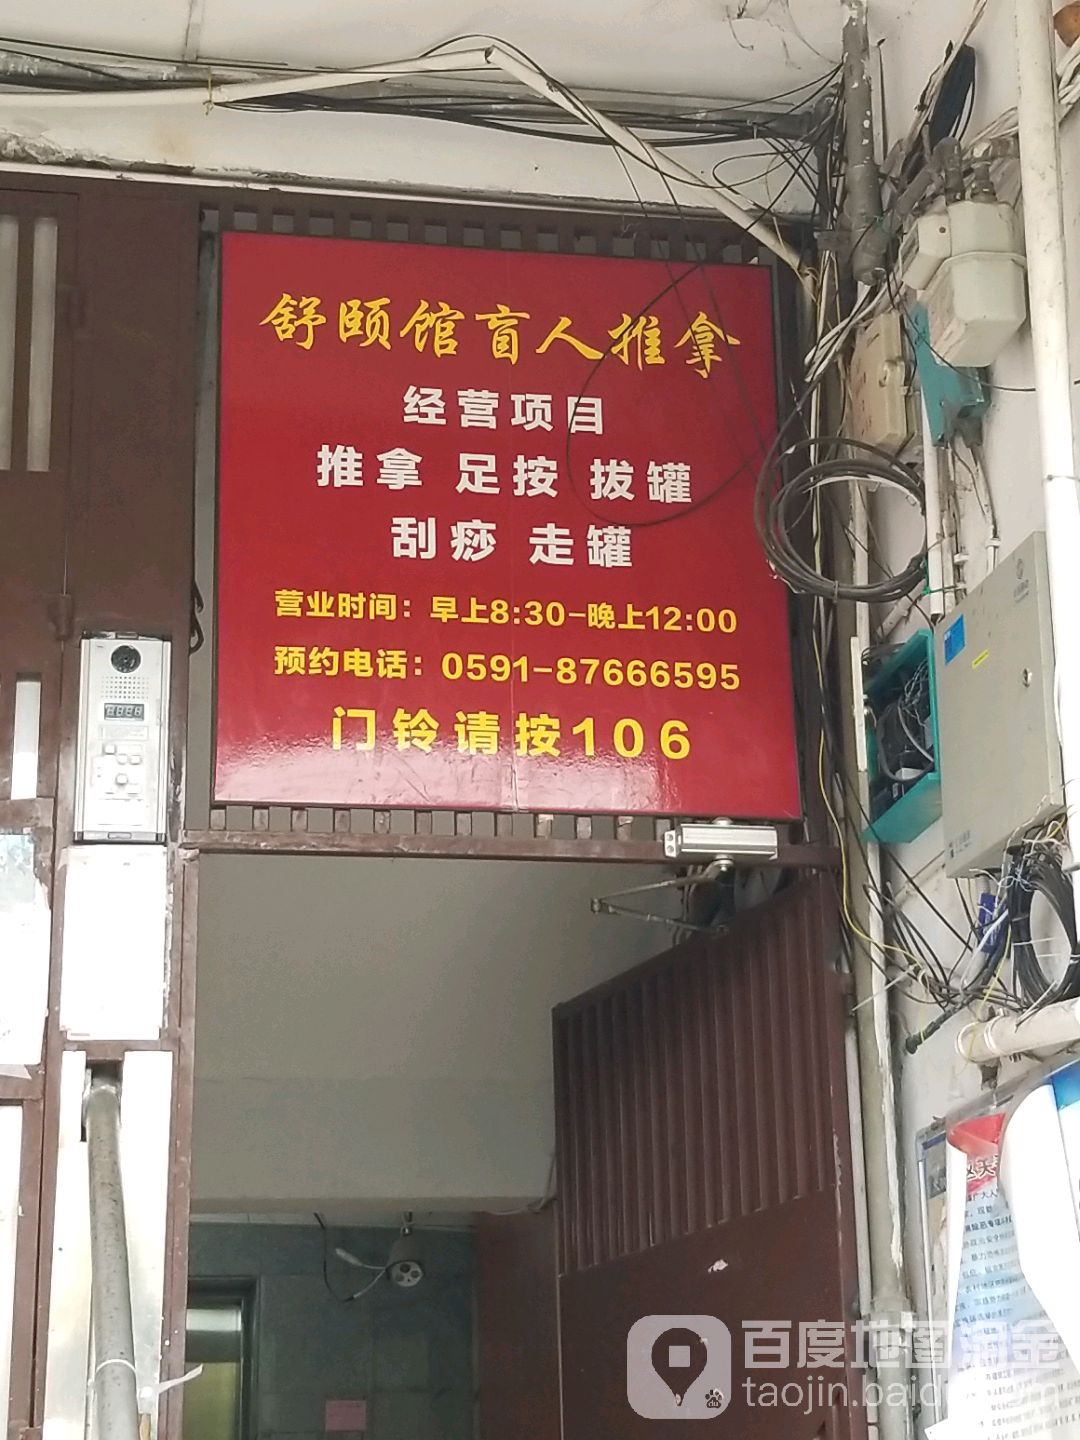 舒颐馆盲人推拿
经营项目
推拿 足按 拔罐
刮痧 走罐
营业时间：早上8:30-晚上12:00
预约电话：0591-87666595
门铃请按106
百度地图淘金
taojin.baidu.com